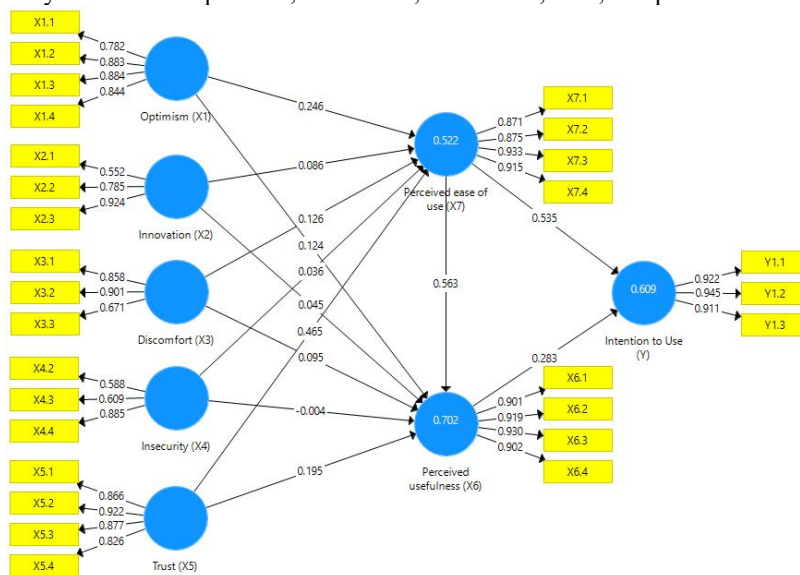 X1.1
X1.2
X1.3
X1.4
0.782
0.883
0.884
0.844
Optimism (X1)
X2.1
X2.2
X2.3
0.552
0.785
0.924
Innovation (X2)
X3.1
X3.2
X3.3
0.858
0.901
0.671
Discomfort (X3)
X4.2
X4.3
X4.4
0.588
0.609
0.885
Insecurity (X4)
X5.1
X5.2
X5.3
X5.4
0.866
0.922
0.877
0.826
Trust (X5)
0.246
0.086
0.126
0.124
0.036
0.045
0.465
0.095
-0.004
0.195
0.522
Perceived ease of
use (X7)
0.871
0.875
0.933
0.915
X7.1
X7.2
X7.3
X7.4
0.563
0.535
0.283
0.702
Perceived
usefulness (X6)
0.901
0.919
0.930
0.902
X6.1
X6.2
X6.3
X6.4
0.609
Intention to Use
(Y)
0.922
0.945
0.911
Y1.1
Y1.2
Y1.3